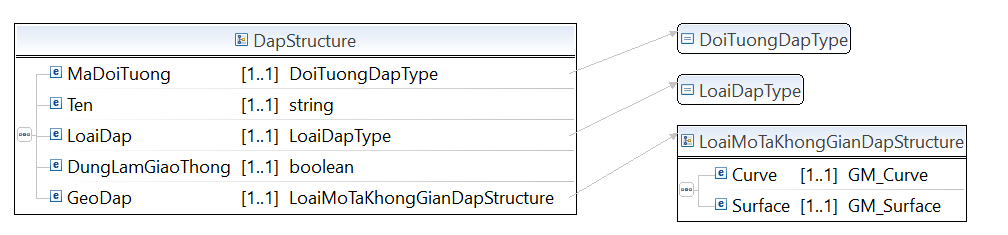 DapStructure
MaDoiTuong [1..1] DoiTuongDapType
Ten [1..1] string
LoaiDap [1..1] LoaiDapType
DungLamGiaoThong [1..1] boolean
GeoDap [1..1] LoaiMoTaKhongGianDapStructure
DoiTuongDapType
LoaiDapType
LoaiMoTaKhongGianDapStructure
Curve [1..1] GM_Curve
Surface [1..1] GM_Surface